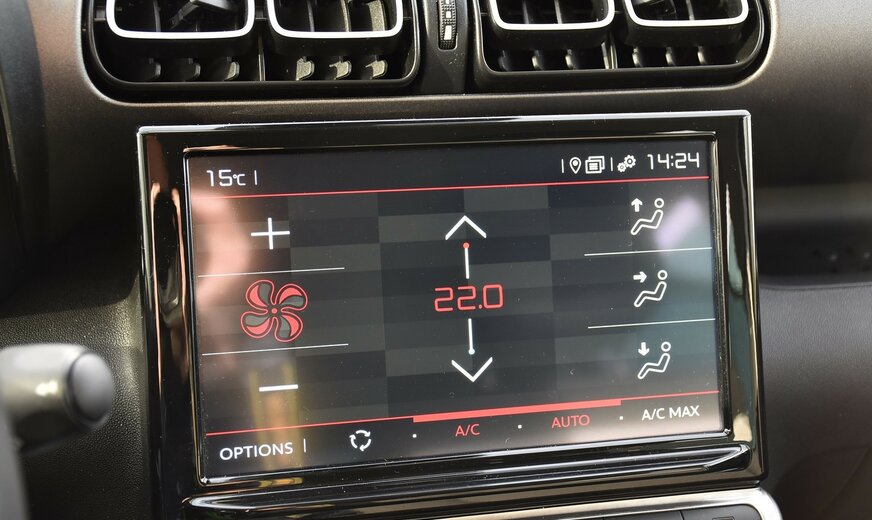 15°C
14:24
22.0
OPTIONS A/C AUTO A/C MAX